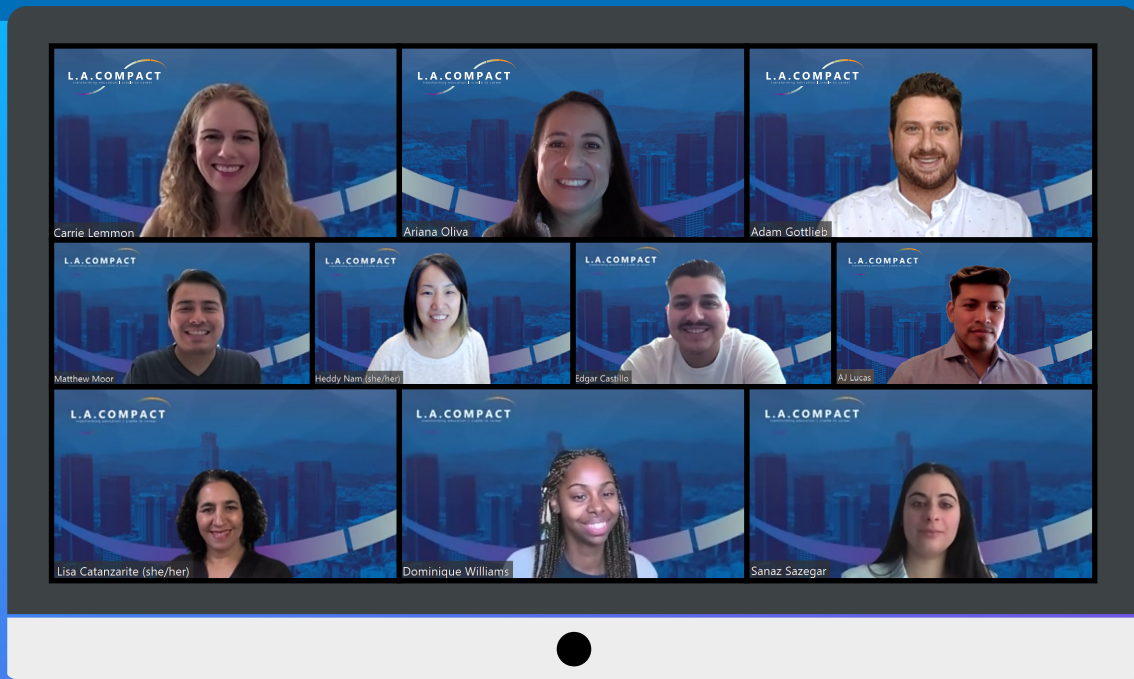 L.A.COMPACT
L.A.COMPACT
L.A.COMPACT
Carrie Lemmon
Ariana Oliva
Adam Gottlieb
L.A.COMPACT
L.A.COMPACT
L.A.COMPACT
L.A.COMPACT
Matthew Moor
Heddy Nam (she/her)
Edgar Castillo
AJ Lucas
L.A.COMPACT
L.A.COMPACT
L.A.COMPACT
Lisa Catanzarite (she/her)
Dominique Williams
Sanaz Sazegar